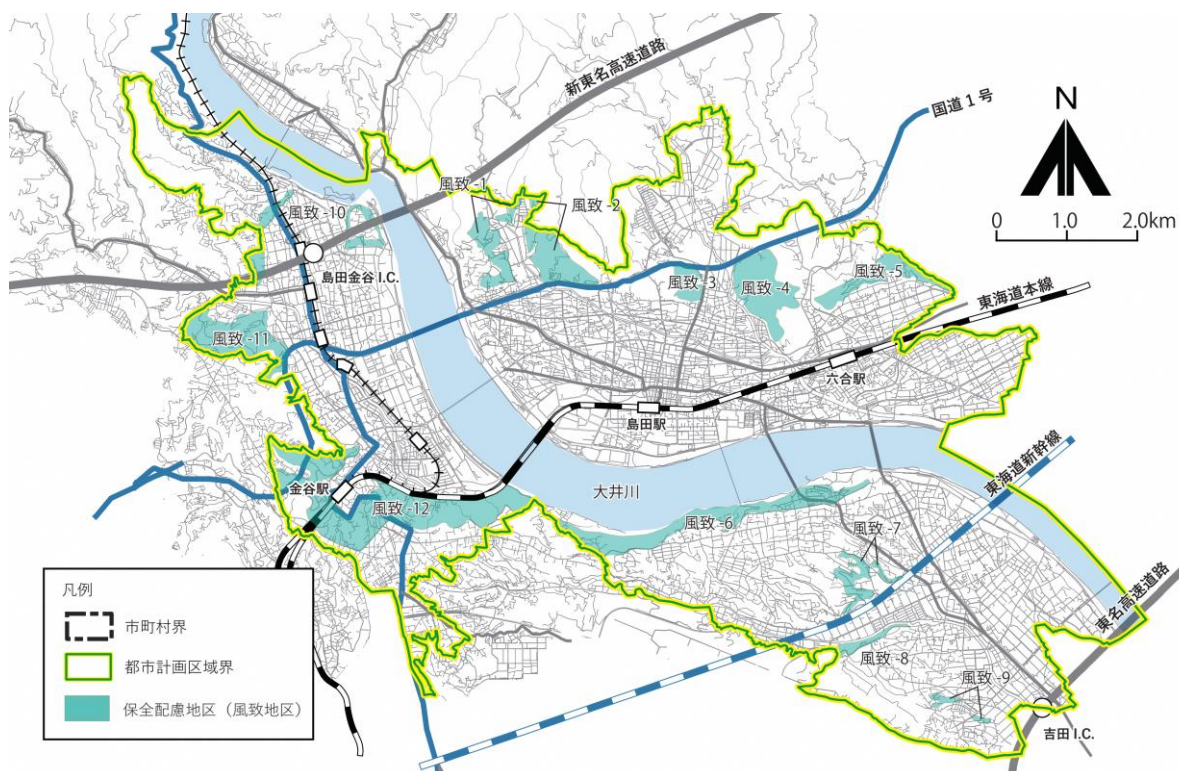 新東名高速道路
国道1号
N
0 1.0 2.0km
風致-1
風致-2
風致-10
島田金谷 I.C.
風致-3
風致-4
風致-5
東海道本線
風致-11
六合駅
島田駅
東海道新幹線
金谷駅
大井川
風致-12
風致-6
風致-7
東名高速道路
風致-8
風致-9
吉田 I.C.
凡例
市町村界
都市計画区域界
保全配慮地区（風致地区）